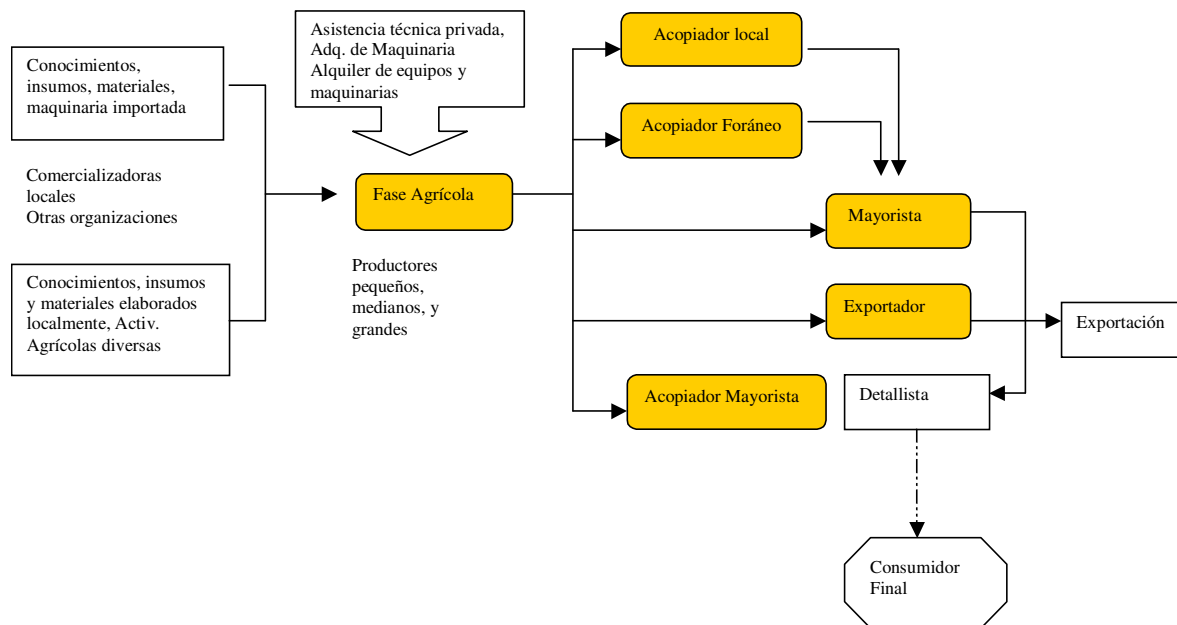 Conocimientos,
insumos, materiales,
maquinaria importada
Comercializadoras
locales
Otras organizaciones
Conocimientos, insumos
y materiales elaborados
localmente, Activ.
Agrícolas diversas
Asistencia técnica privada,
Adq. de Maquinaria
Alquiler de equipos y
maquinarias
Fase Agrícola
Productores
pequeños,
medianos, y
grandes
Acopiador local
Acopiador Foráneo
Mayorista
Exportador
Exportación
Acopiador Mayorista
Detallista
Consumidor
Final